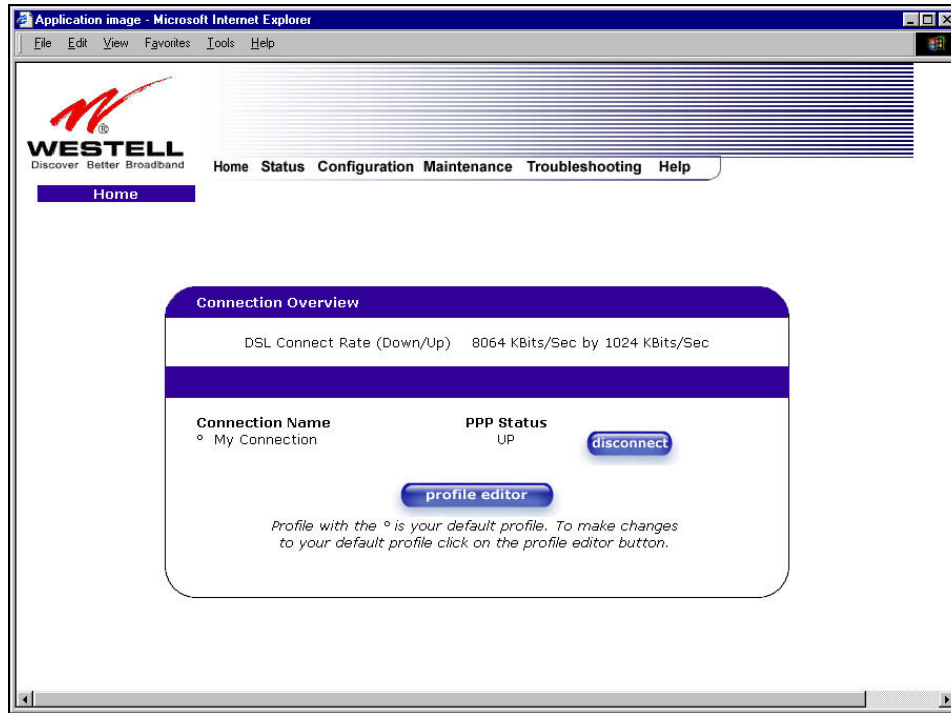 Application image - Microsoft Internet Explorer
File Edit View Favorites Tools Help
®
WESTELL
Discover Better Broadband
Home Status Configuration Maintenance Troubleshooting Help
Home
Connection Overview
DSL Connect Rate (Down/Up) 8064 KBits/Sec by 1024 KBits/Sec
Connection Name PPP Status
° My Connection UP disconnect
profile editor
Profile with the ° is your default profile. To make changes
to your default profile click on the profile editor button.